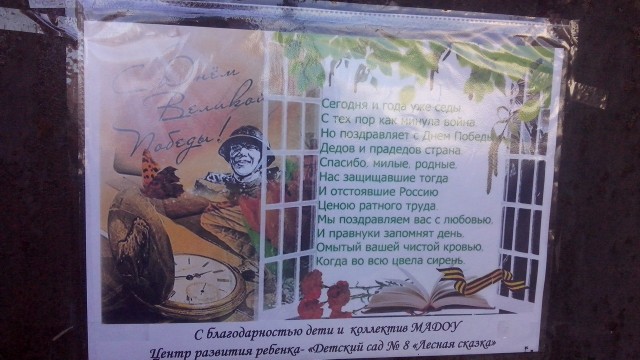 С Днём
Великой
Победы!
Сегодня и года уже седы,
С тех пор как минула война.
Но поздравляет с Днем Победы
Дедов и прадедов страна.
Спасибо, милые, родные,
Нас защищавшие тогда
И отстоявшие Россию
Ценою ратного труда.
Мы поздравляем вас с любовью,
И правнуки запомнят день,
Омытый вашей чистой кровью,
Когда во всю цвела сирень.
С благодарностью дети и коллектив МАДОУ
Центр развития ребенка- «Детский сад № 8 «Лесная сказка»